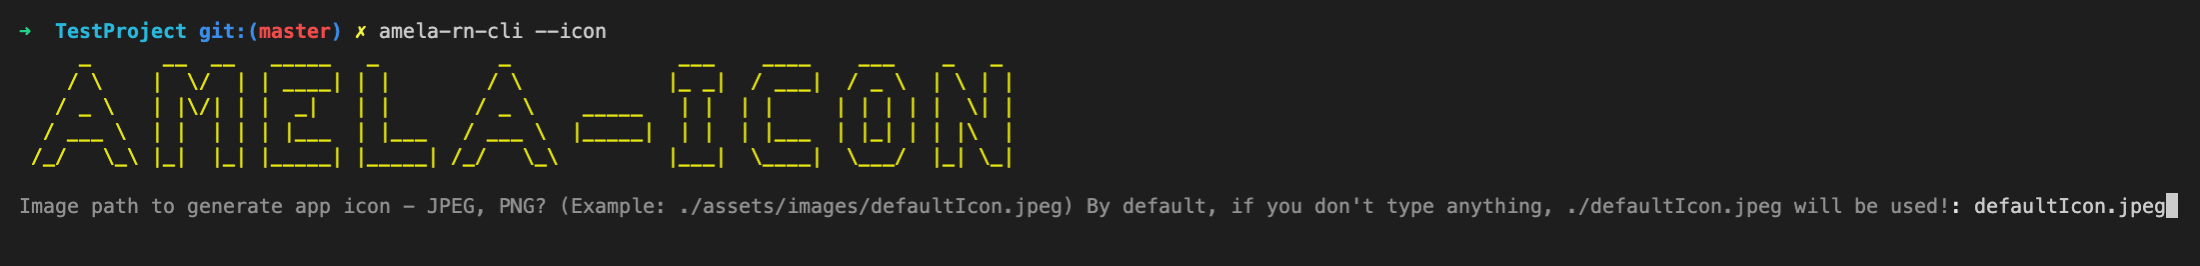 ➜  TestProject git:(master) ✗ amela-rn-cli --icon
AMELA-ICON
Image path to generate app icon - JPEG, PNG? (Example: ./assets/images/defaultIcon.jpeg) By default, if you don't type anything, ./defaultIcon.jpeg will be used!: defaultIcon.jpeg